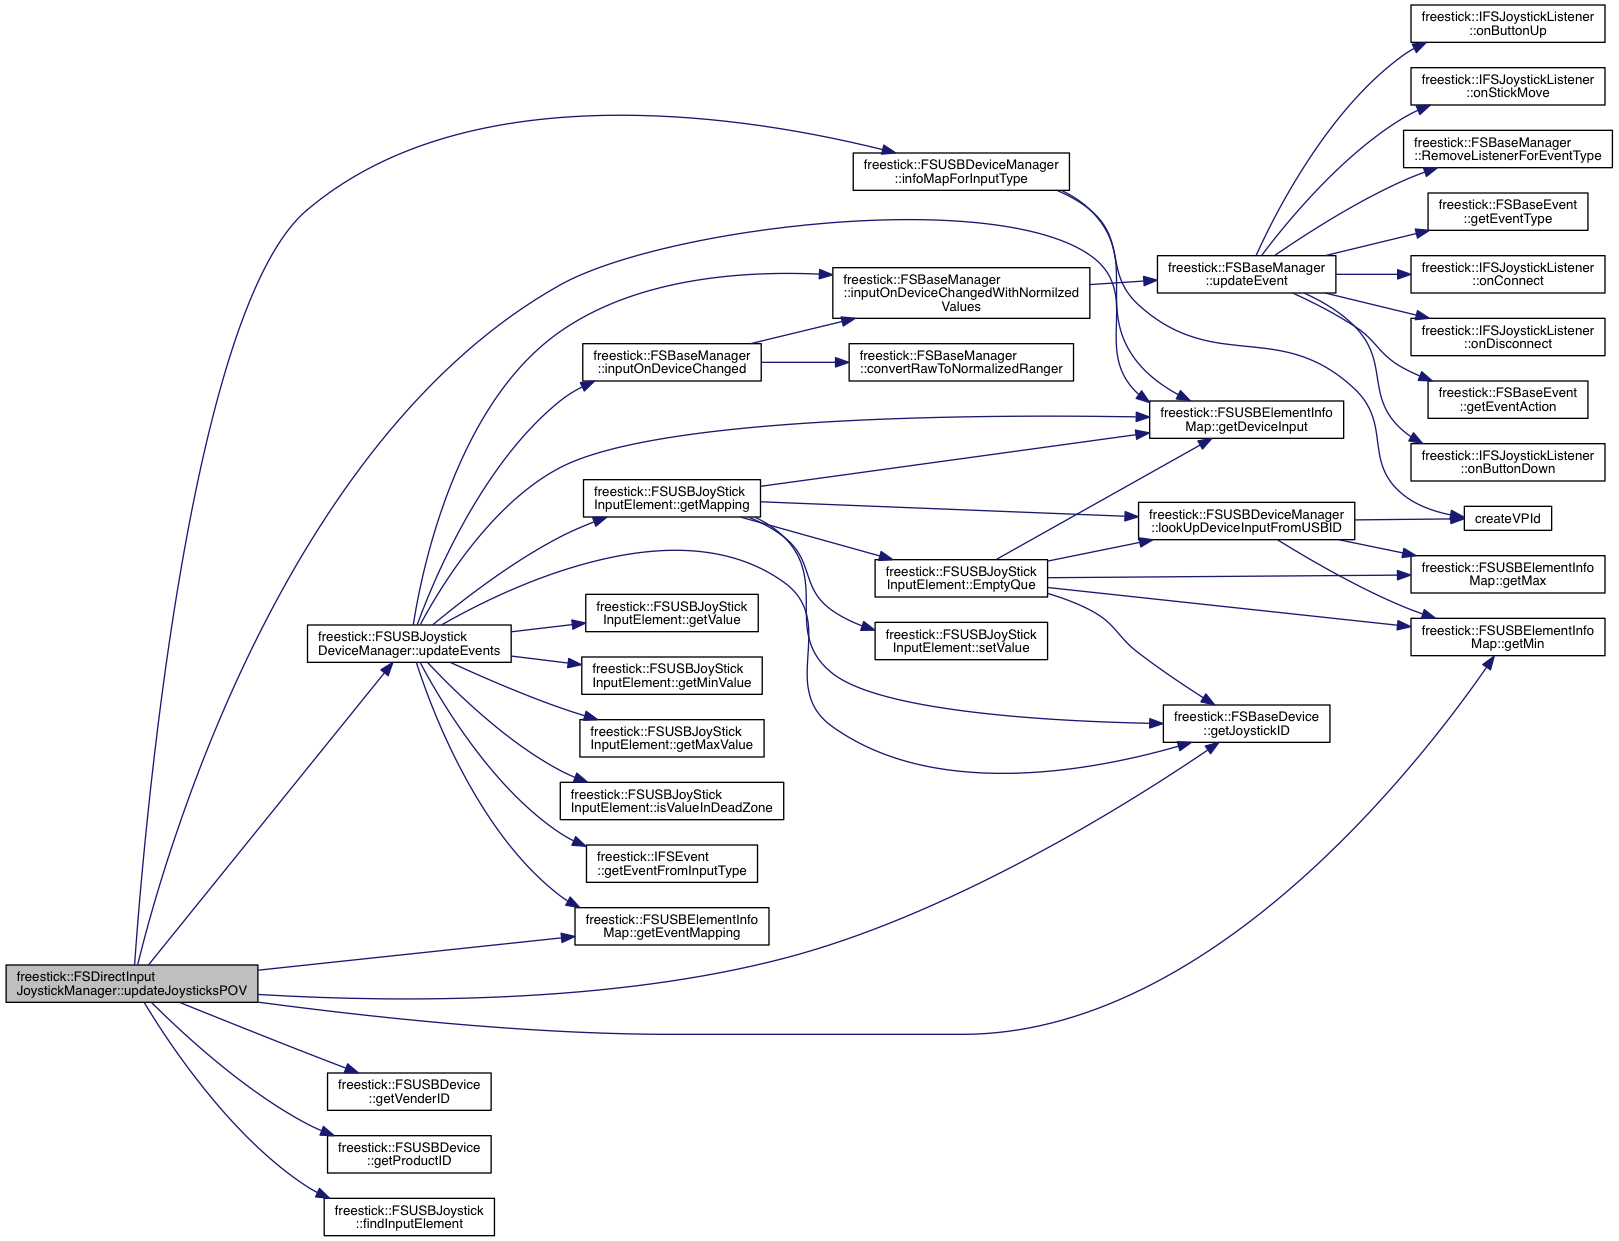 freestick::IFSJoystickListener
::onButtonUp
freestick::IFSJoystickListener
::onStickMove
freestick::FSBaseManager
::RemoveListenerForEventType
freestick::FSUSBDeviceManager
::infoMapForInputType
freestick::FSBaseEvent
::getEventType
freestick::FSBaseManager
::updateEvent
freestick::IFSJoystickListener
::onConnect
freestick::FSBaseManager
::inputOnDeviceChangedWithNormilzed
Values
freestick::IFSJoystickListener
::onDisconnect
freestick::FSBaseManager
::inputOnDeviceChanged
freestick::FSBaseManager
::convertRawToNormalizedRanger
freestick::FSBaseEvent
::getEventAction
freestick::FSUSBElementInfo
Map::getDeviceInput
freestick::IFSJoystickListener
::onButtonDown
freestick::FSUSBJoyStick
InputElement::getMapping
freestick::FSUSBDeviceManager
::lookUpDeviceInputFromUSBID
createVPId
freestick::FSUSBJoyStick
InputElement::EmptyQue
freestick::FSUSBElementInfo
Map::getMax
freestick::FSUSBJoyStick
InputElement::getValue
freestick::FSUSBJoystick
DeviceManager::updateEvents
freestick::FSUSBJoyStick
InputElement::setValue
freestick::FSUSBElementInfo
Map::getMin
freestick::FSUSBJoyStick
InputElement::getMinValue
freestick::FSBaseDevice
::getJoystickID
freestick::FSUSBJoyStick
InputElement::getMaxValue
freestick::FSUSBJoyStick
InputElement::isValueInDeadZone
freestick::IFSEvent
::getEventFromInputType
freestick::FSUSBElementInfo
Map::getEventMapping
freestick::FSDirectInput
JoystickManager::updateJoysticksPOV
freestick::FSUSBDevice
::getVenderID
freestick::FSUSBDevice
::getProductID
freestick::FSUSBJoystick
::findInputElement